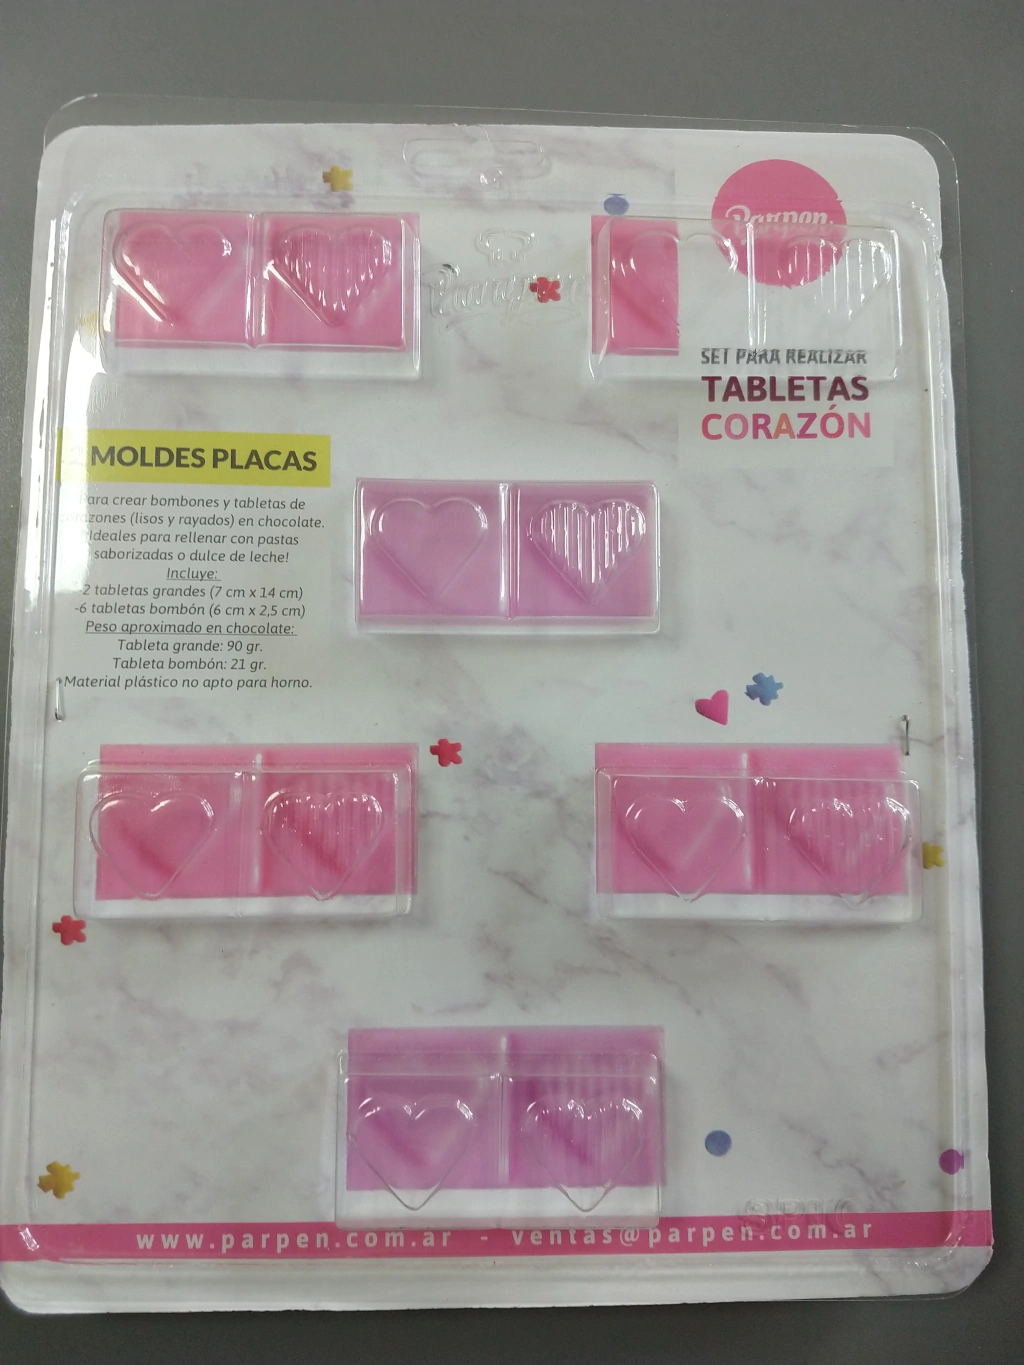 Parpen
SET PARA REALIZAR
TABLETAS
CORAZÓN
2 MOLDES PLACAS
Para crear bombones y tabletas de
corazones (lisos y rayados) en chocolate.
¡Ideales para rellenar con pastas
saborizadas o dulce de leche!
Incluye:
-2 tabletas grandes (7 cm x 14 cm)
-6 tabletas bombón (6 cm x 2,5 cm)
Peso aproximado en chocolate:
Tableta grande: 90 gr.
Tableta bombón: 21 gr.
*Material plástico no apto para horno.
www.parpen.com.ar - ventas@parpen.com.ar